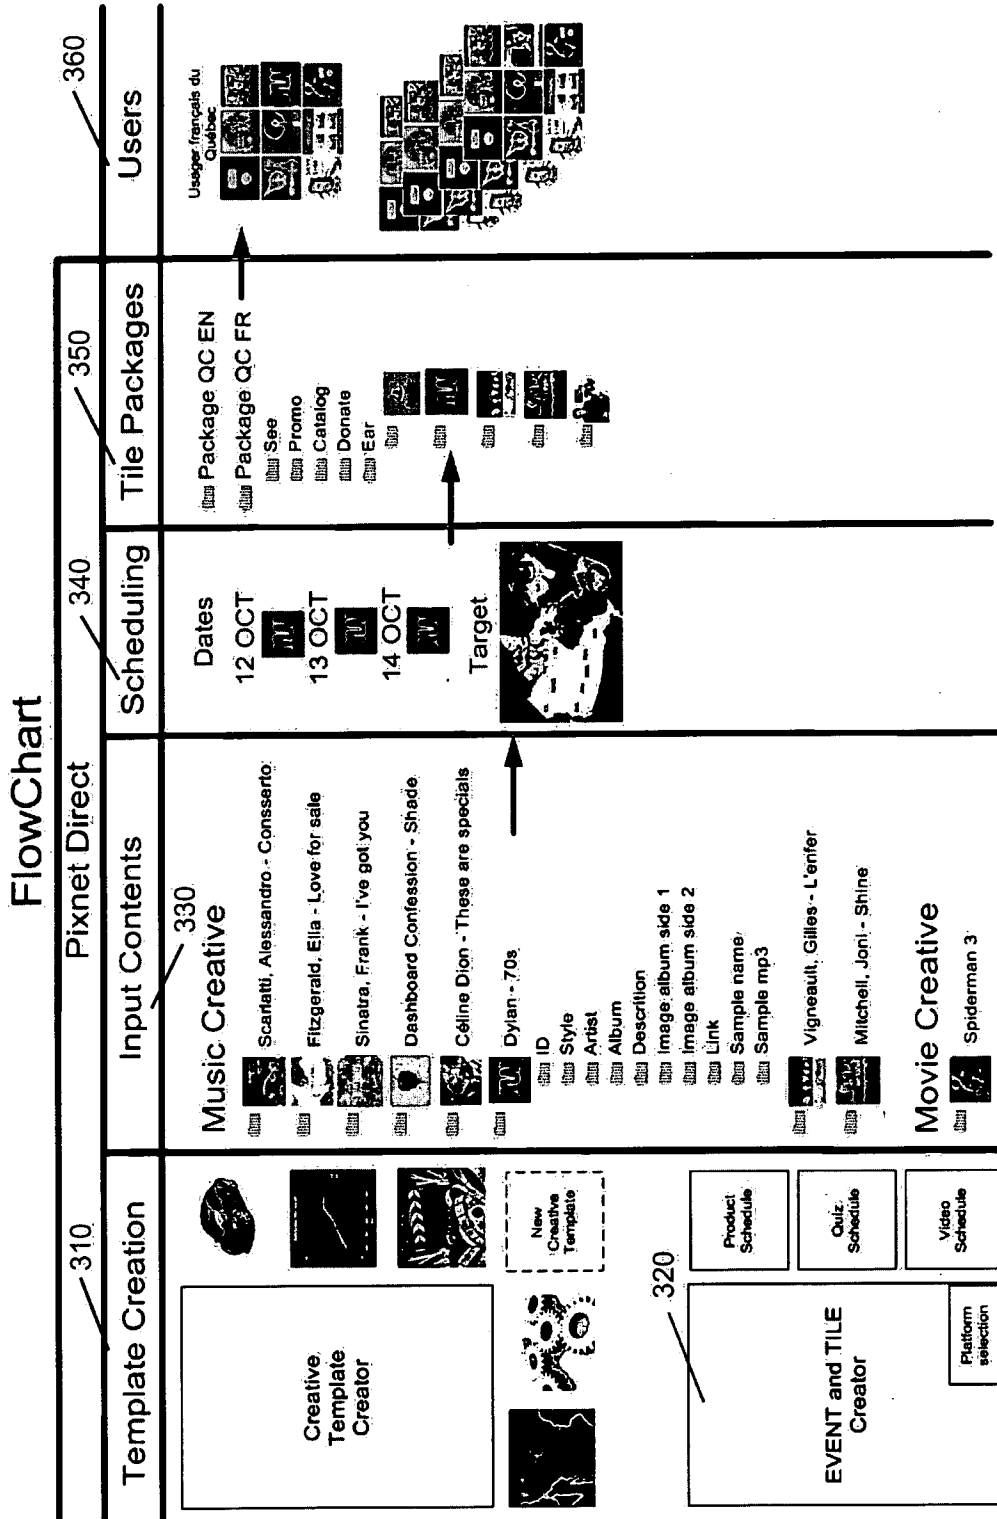 FlowChart
Pixnet Direct
310
Template Creation
Creative
Template
Creator
New
Creative
Template
320
EVENT and TILE
Creator
Platform
selection
Product
Schedule
Quiz
Schedule
Video
Schedule
Input Contents
330
Music Creative
Scarlatti, Alessandro - Consserto
Fitzgerald, Ella - Love for sale
Sinatra, Frank - I've got you
Dashboard Confession - Shade
Céline Dion - These are specials
Dylan - 70s
ID
Style
Artist
Album
Descrition
Image album side 1
Image album side 2
Link
Sample name
Sample mp3
Vigneault, Gilles - L'enfer
Mitchell, Joni - Shine
Movie Creative
Spiderman 3
340
Scheduling
Dates
12 OCT
13 OCT
14 OCT
Target
350
Tile Packages
Package QC EN
Package QC FR
See
Promo
Catalog
Donate
Ear
360
Users
Usager français du
Québec